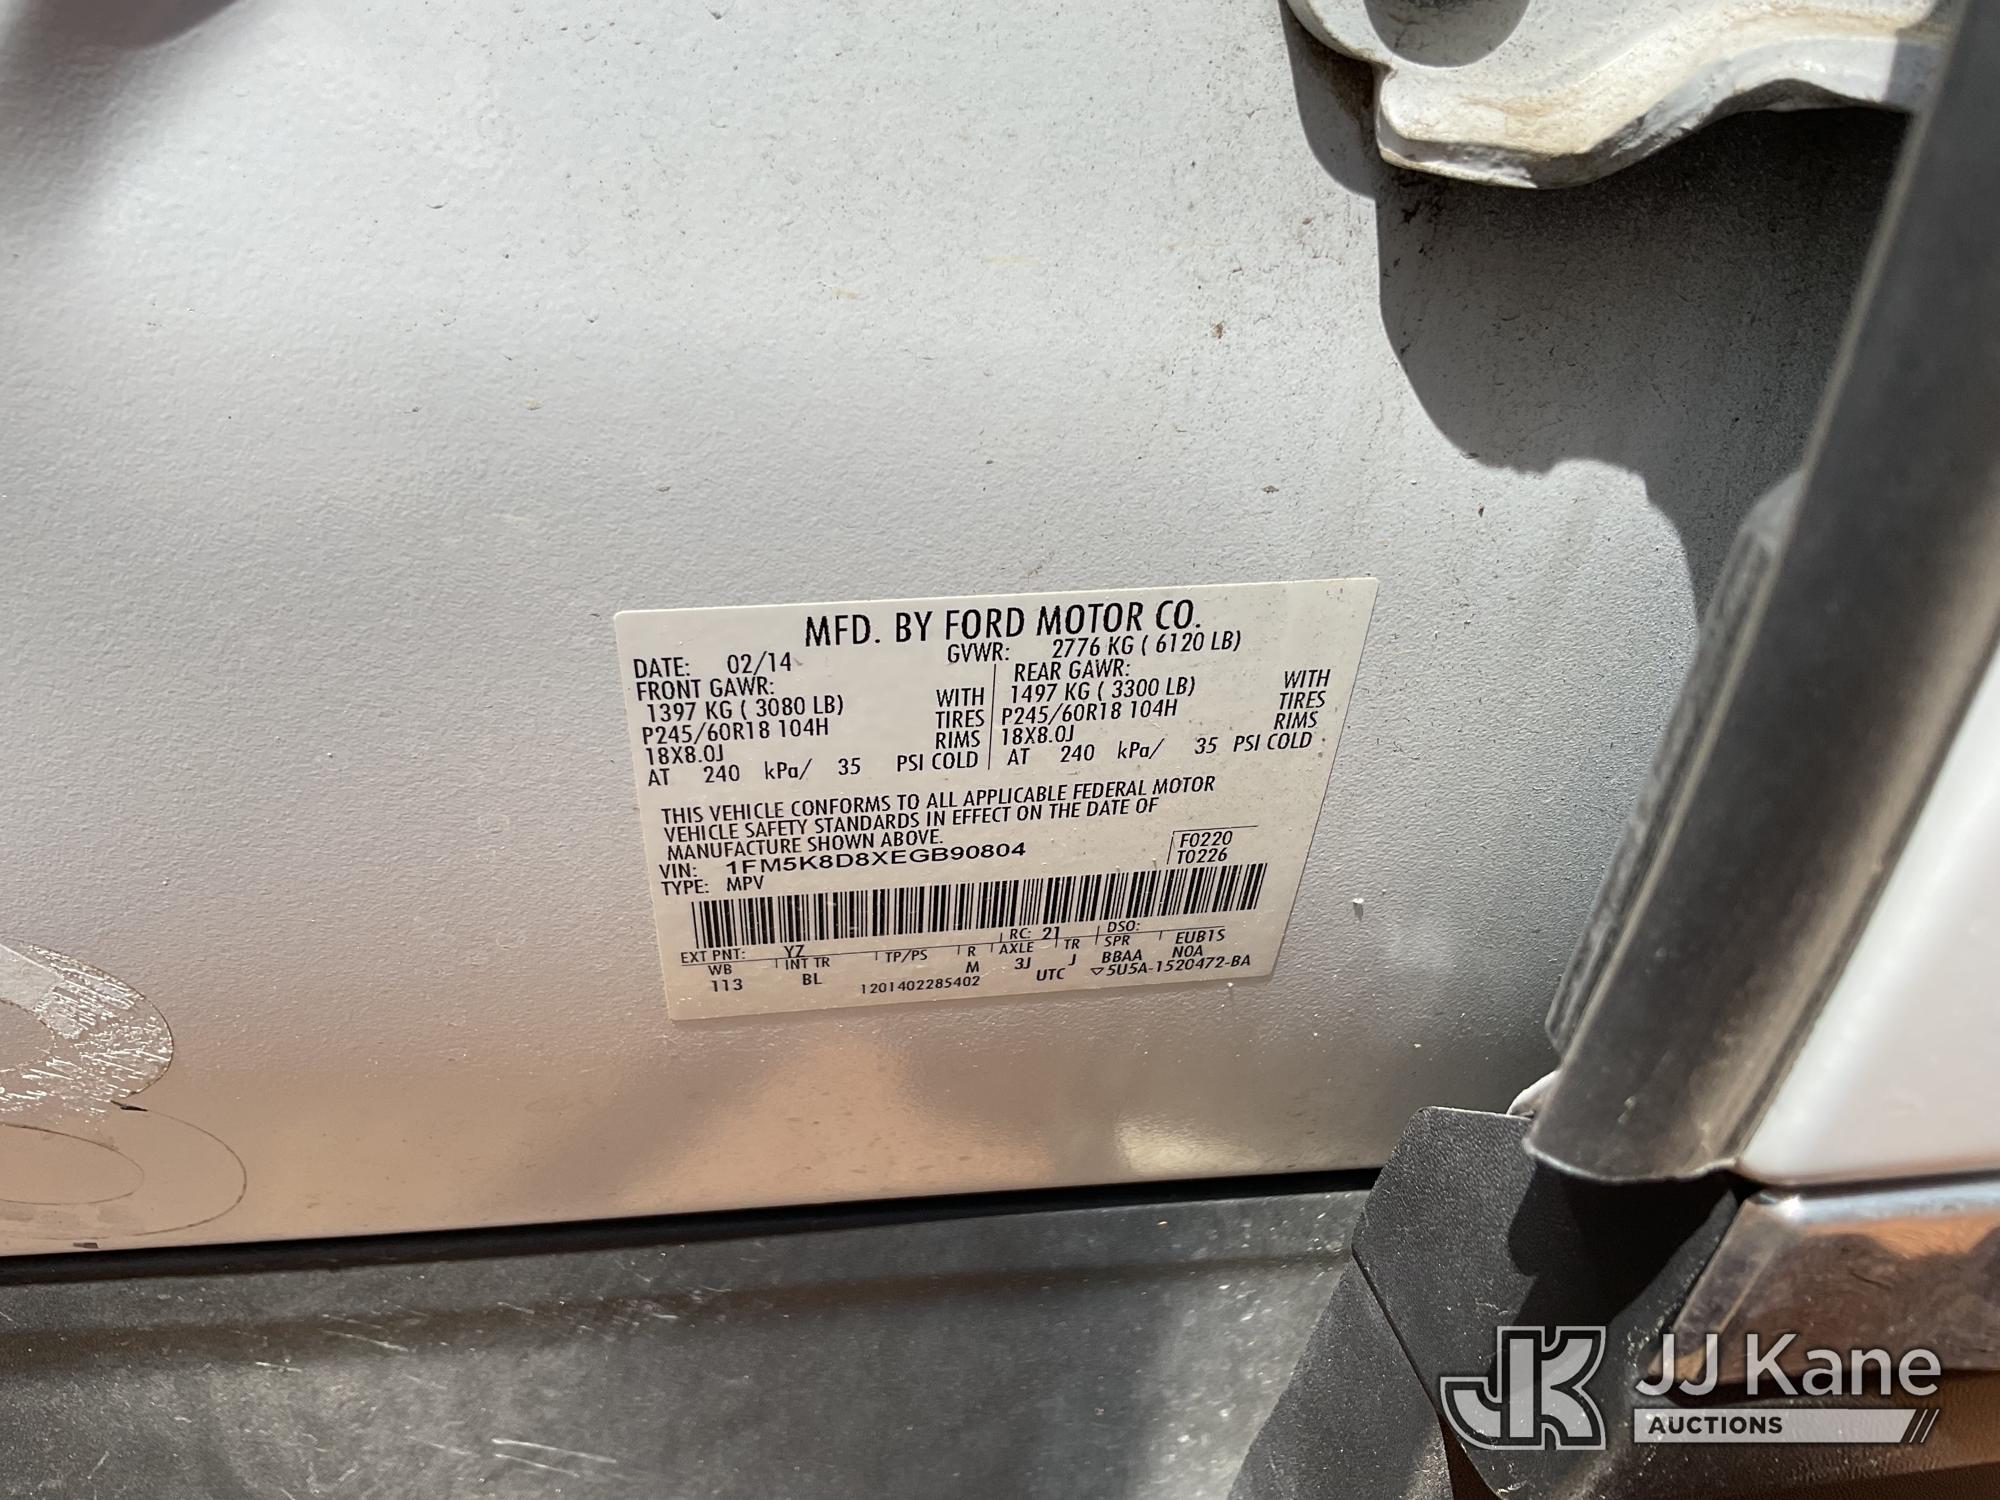 MFD. BY FORD MOTOR CO.
DATE: 02/14 GVWR: 2776 KG ( 6120 LB)
FRONT GAWR: REAR GAWR:
1397 KG ( 3080 LB) WITH 1497 KG ( 3300 LB) WITH
P245/60R18 104H TIRES P245/60R18 104H TIRES
18X8.0J RIMS 18X8.0J RIMS
AT 240 kPa/ 35 PSI COLD AT 240 kPa/ 35 PSI COLD
THIS VEHICLE CONFORMS TO ALL APPLICABLE FEDERAL MOTOR
VEHICLE SAFETY STANDARDS IN EFFECT ON THE DATE OF
MANUFACTURE SHOWN ABOVE.
VIN: 1FM5K8D8XEGB90804 F0220
TYPE: MPV T0226
EXT PNT: YZ RC: 21 DSO:
WB INT TR TP/PS R AXLE TR SPR EUB1S
113 BL M 3J J BBAA NOA
1201402285402 UTC ▽5U5A-1520472-BA
JK JJ Kane
AUCTIONS